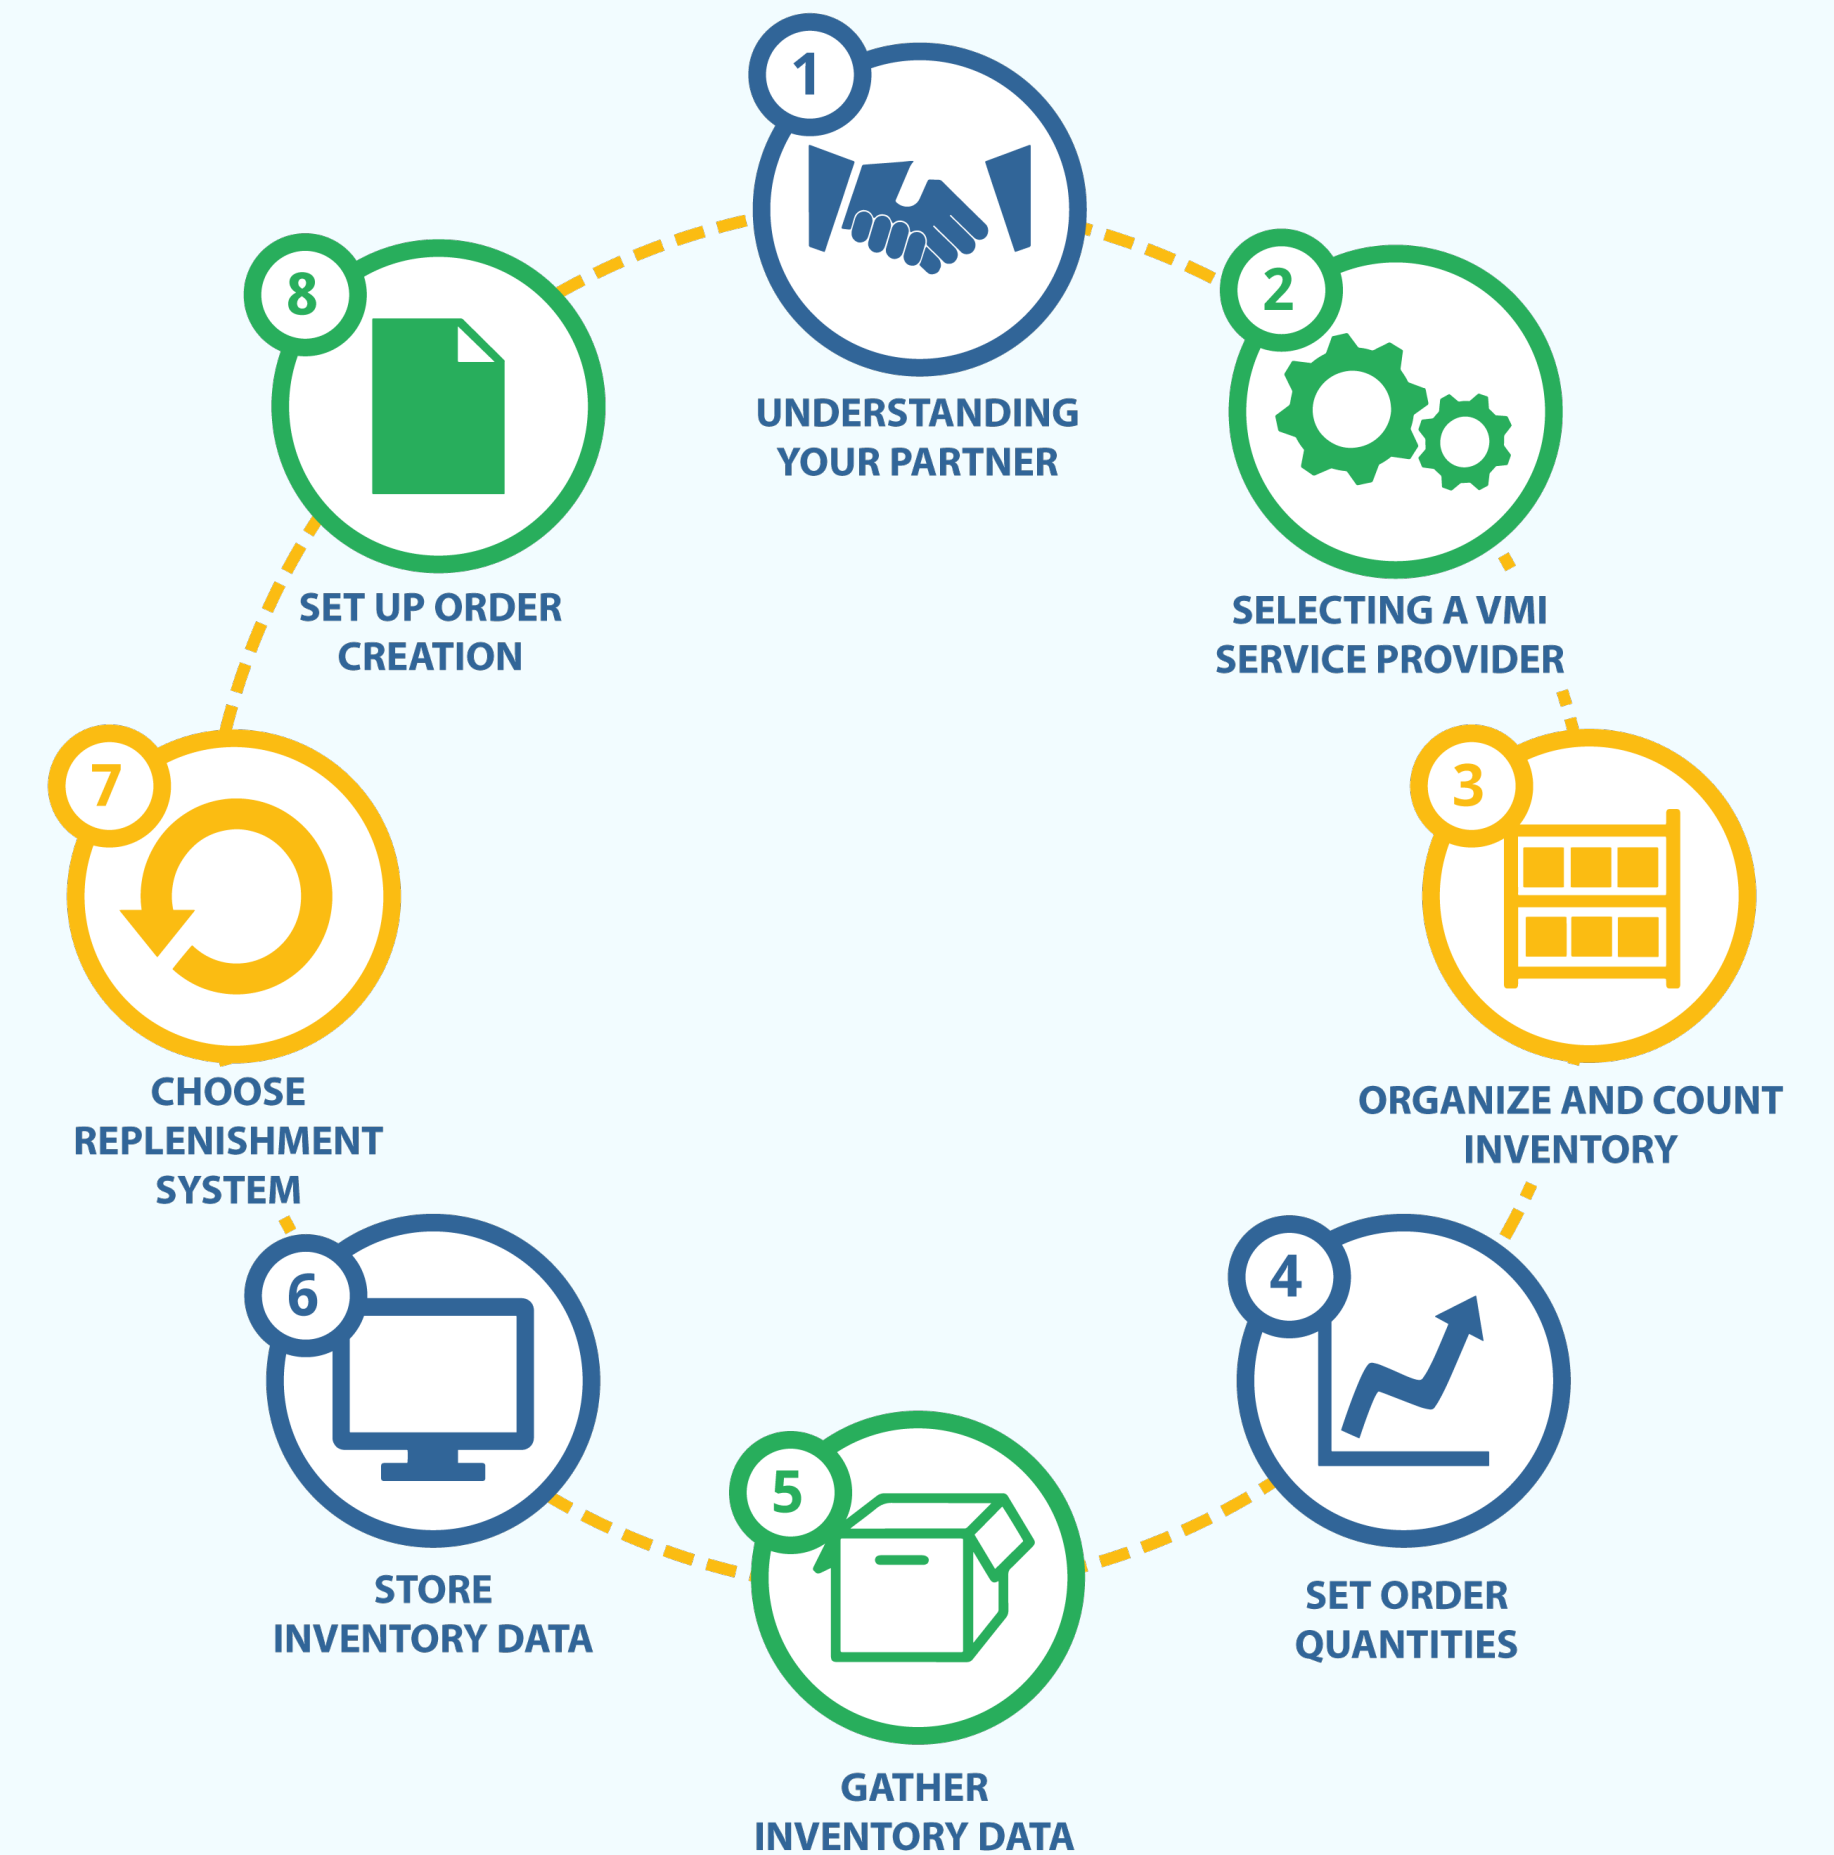 1
UNDERSTANDING
YOUR PARTNER
2
SELECTING A VMI
SERVICE PROVIDER
3
ORGANIZE AND COUNT
INVENTORY
4
SET ORDER
QUANTITIES
5
GATHER
INVENTORY DATA
6
STORE
INVENTORY DATA
7
CHOOSE
REPLENISHMENT
SYSTEM
8
SET UP ORDER
CREATION